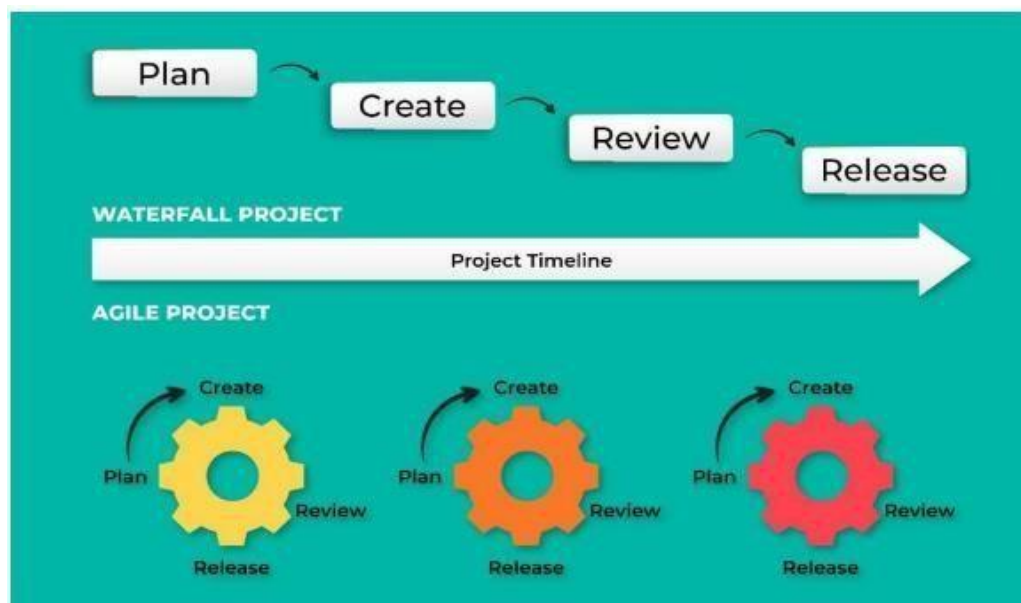 Plan
Create
Review
Release
WATERFALL PROJECT
Project Timeline
AGILE PROJECT
Create
Plan
Review
Release
Create
Plan
Review
Release
Create
Plan
Review
Release